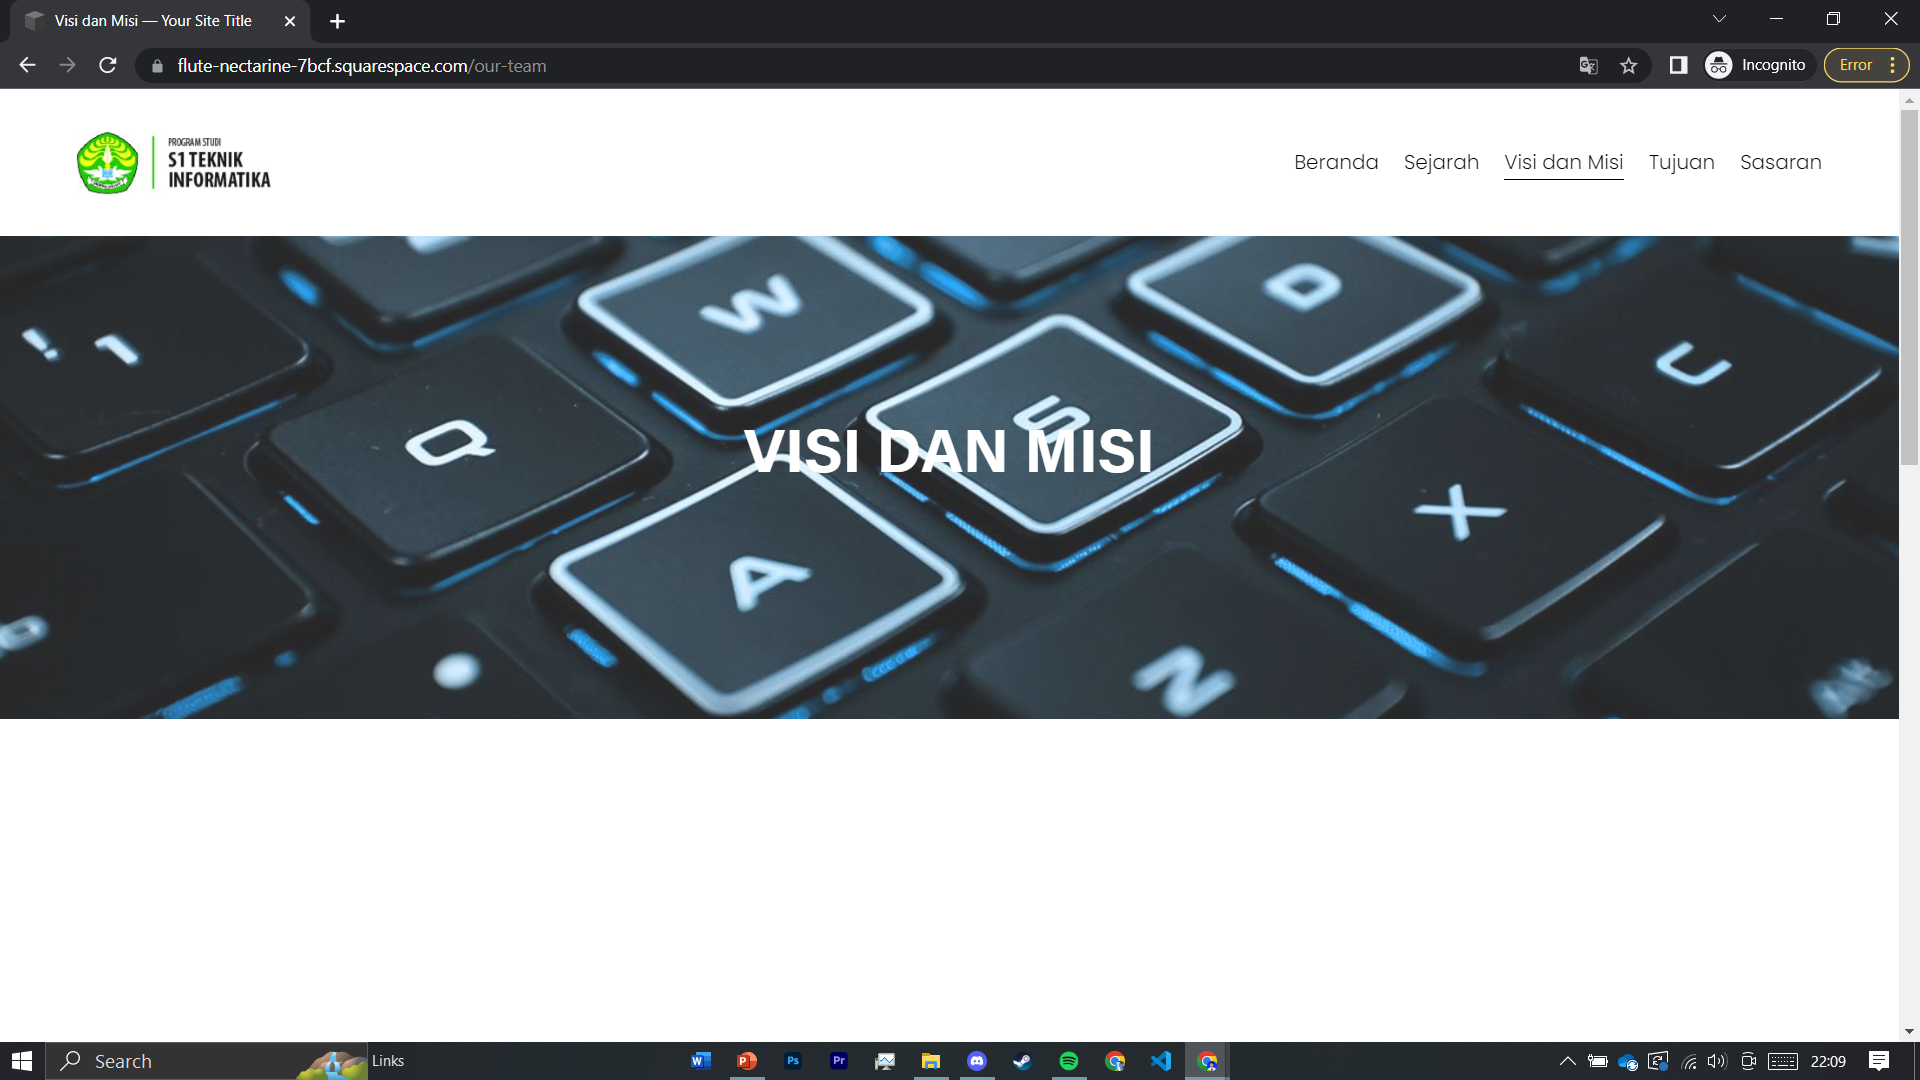 Visi dan Misi — Your Site Title
flute-nectarine-7bcf.squarespace.com/our-team
Incognito
Error
PROGRAM STUDI
S1 TEKNIK
INFORMATIKA
Beranda
Sejarah
Visi dan Misi
Tujuan
Sasaran
! 1
W
D
Q
S
U
VISI DAN MISI
A
X
N
Search
Links
22:09